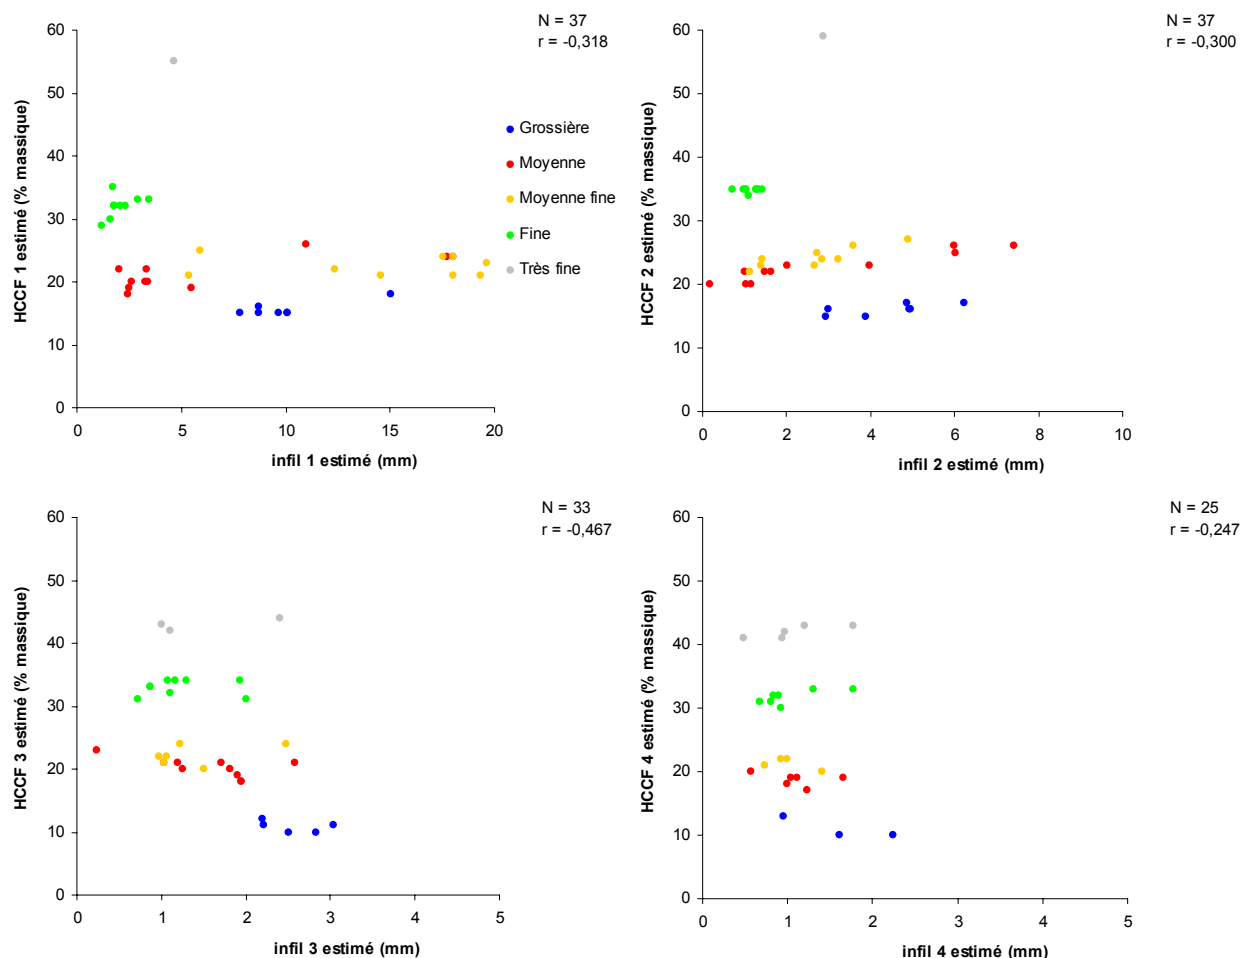 N = 37
r = -0,318
HCCF 1 estimé (% massique)
60
50
40
30
20
10
0
0 5 10 15 20
infil 1 estimé (mm)
Grossière
Moyenne
Moyenne fine
Fine
Très fine
N = 37
r = -0,300
HCCF 2 estimé (% massique)
60
50
40
30
20
10
0
0 2 4 6 8 10
infil 2 estimé (mm)
N = 33
r = -0,467
HCCF 3 estimé (% massique)
60
50
40
30
20
10
0
0 1 2 3 4 5
infil 3 estimé (mm)
N = 25
r = -0,247
HCCF 4 estimé (% massique)
60
50
40
30
20
10
0
0 1 2 3 4 5
infil 4 estimé (mm)